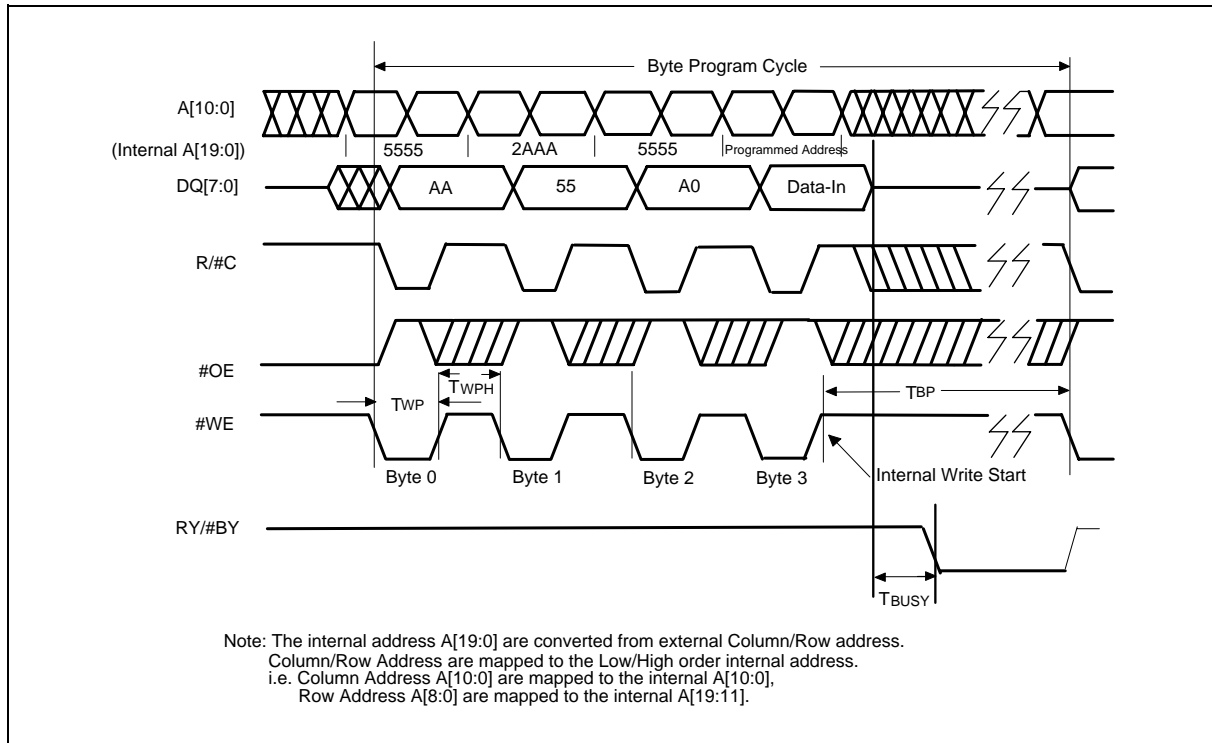 Byte Program Cycle
A[10:0]
(Internal A[19:0])
5555 2AAA 5555 Programmed Address
DQ[7:0]
AA 55 A0 Data-In
R/#C
#OE
TWPH
TWP
TBP
#WE
Byte 0 Byte 1 Byte 2 Byte 3
Internal Write Start
RY/#BY
TBUSY
Note: The internal address A[19:0] are converted from external Column/Row address.
Column/Row Address are mapped to the Low/High order internal address.
i.e. Column Address A[10:0] are mapped to the internal A[10:0],
Row Address A[8:0] are mapped to the internal A[19:11].